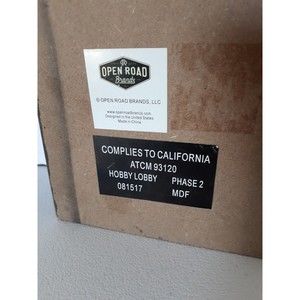 OPEN ROAD
Brands
® OPEN ROAD BRANDS, LLC
www.openroadbrands.com
Designed in the United States
Made in China
COMPLIES TO CALIFORNIA
ATCM 93120
HOBBY LOBBY PHASE 2
081517 MDF